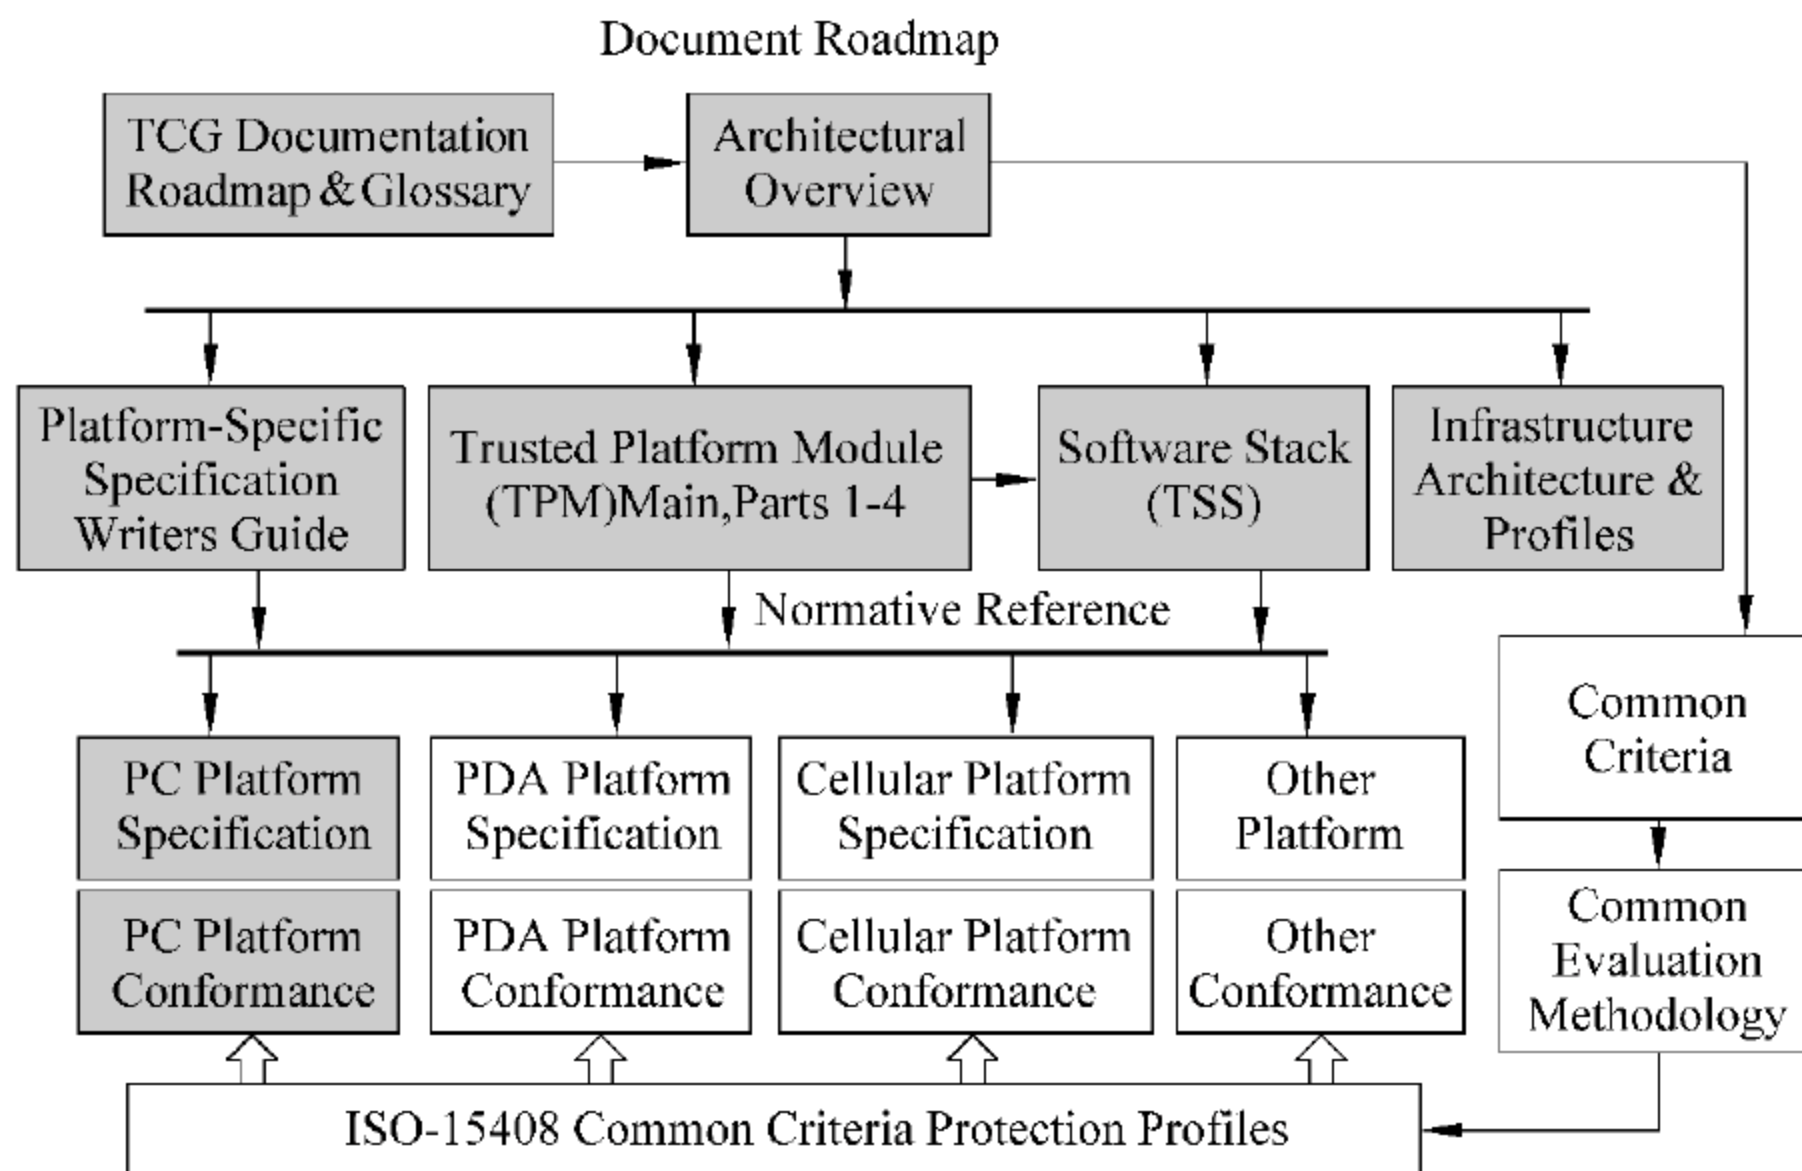 Document Roadmap
TCG Documentation
Roadmap & Glossary
Architectural
Overview
Platform-Specific
Specification
Writers Guide
Trusted Platform Module
(TPM)Main,Parts 1-4
Software Stack
(TSS)
Infrastructure
Architecture &
Profiles
Normative Reference
PC Platform
Specification
PDA Platform
Specification
Cellular Platform
Specification
Other
Platform
Common
Criteria
PC Platform
Conformance
PDA Platform
Conformance
Cellular Platform
Conformance
Other
Conformance
Common
Evaluation
Methodology
ISO-15408 Common Criteria Protection Profiles